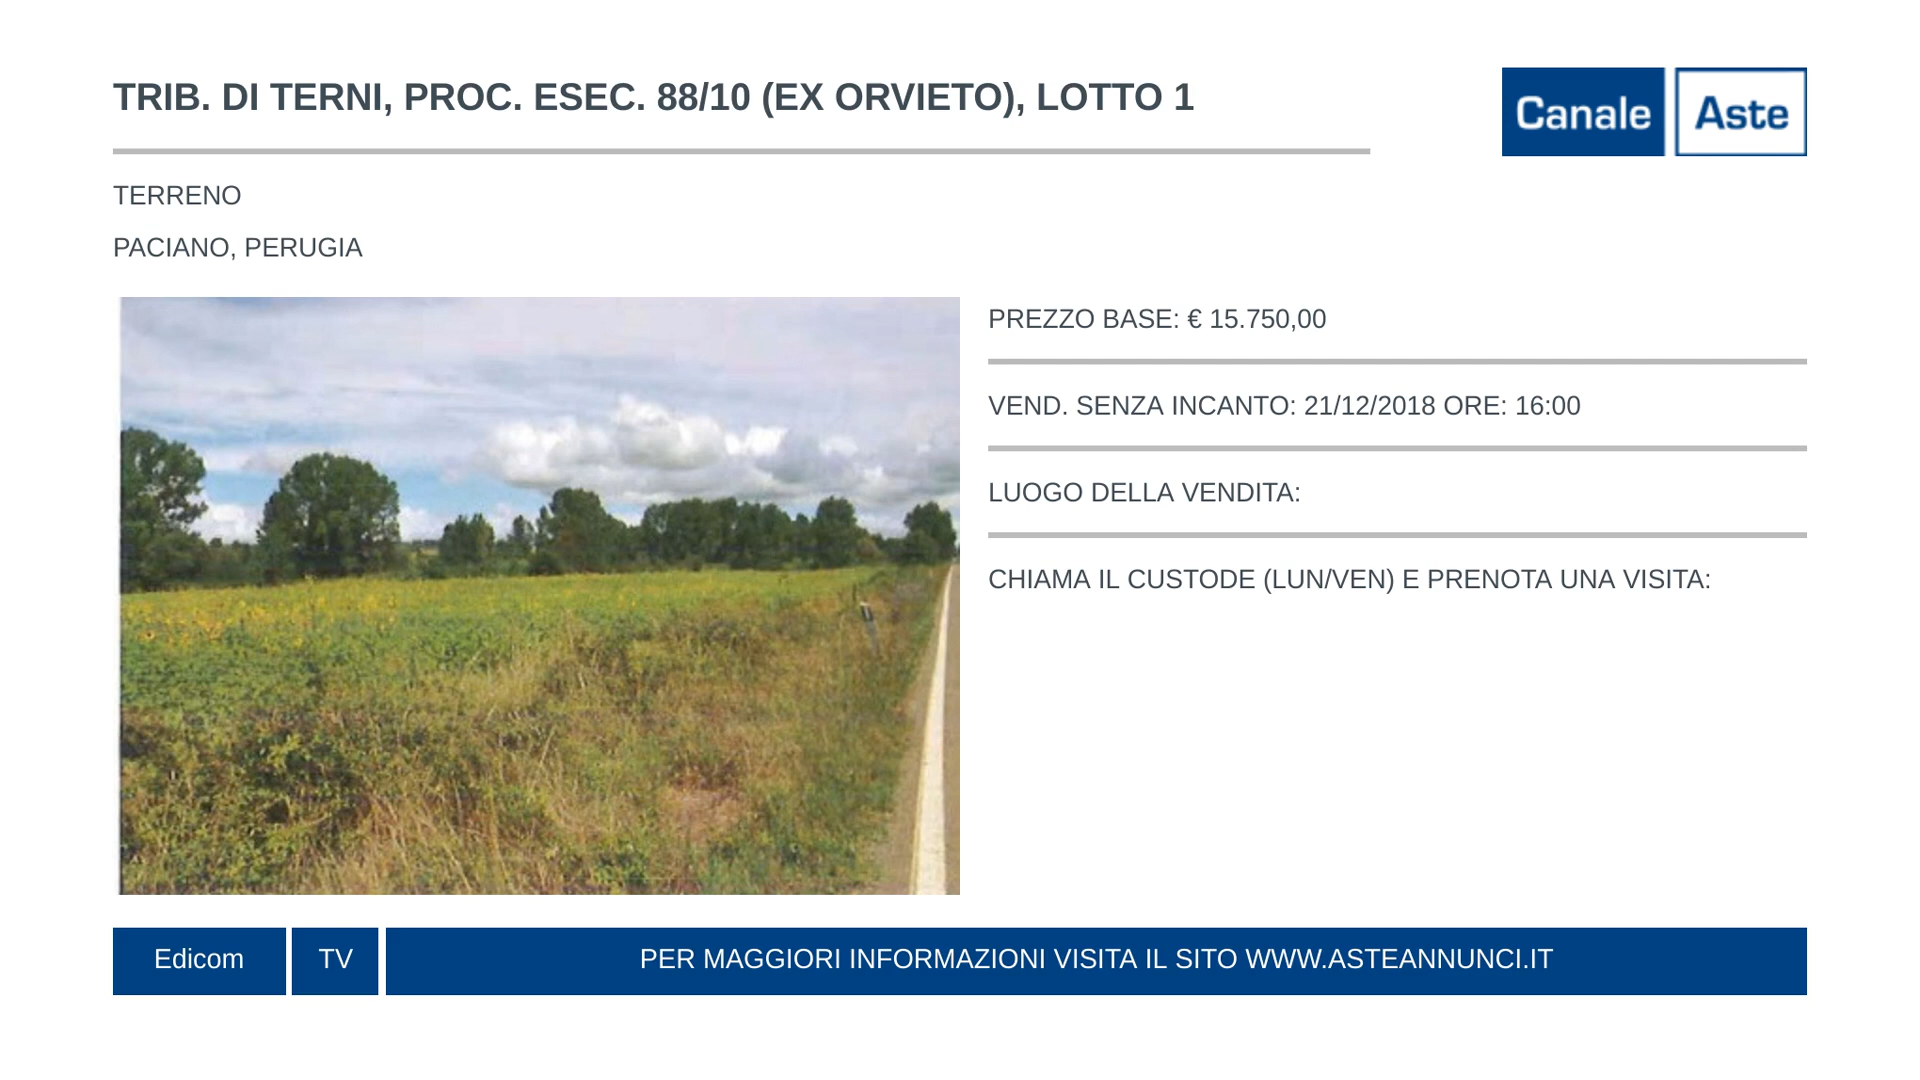 TRIB. DI TERNI, PROC. ESEC. 88/10 (EX ORVIETO), LOTTO 1
Canale Aste
TERRENO
PACIANO, PERUGIA
PREZZO BASE: € 15.750,00
VEND. SENZA INCANTO: 21/12/2018 ORE: 16:00
LUOGO DELLA VENDITA:
CHIAMA IL CUSTODE (LUN/VEN) E PRENOTA UNA VISITA:
Edicom TV PER MAGGIORI INFORMAZIONI VISITA IL SITO WWW.ASTEANNUNCI.IT